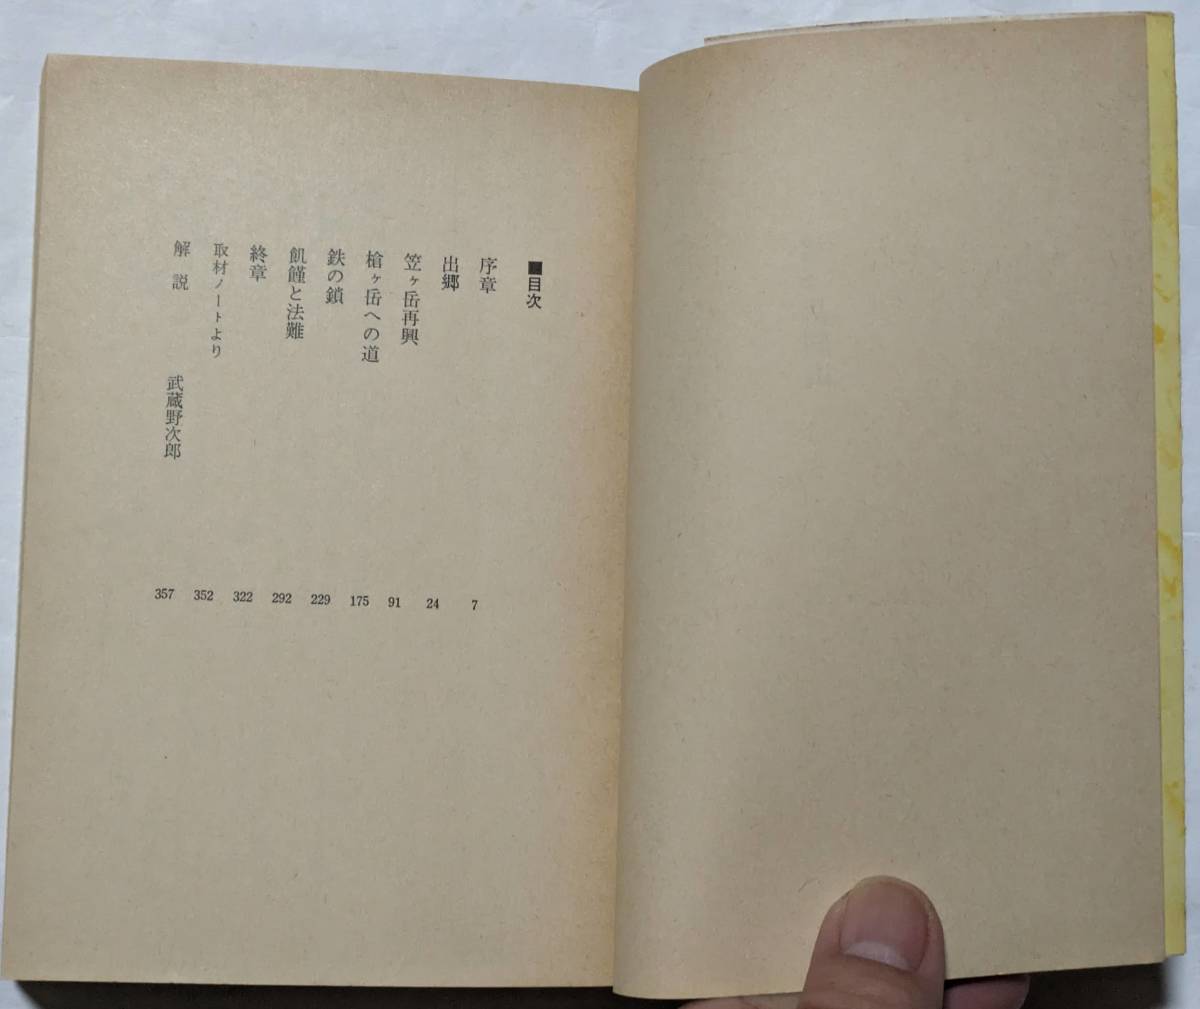 ■目次
序章 7
出郷 24
笠ヶ岳再興 91
槍ヶ岳への道 175
鉄の鎖 229
飢饉と法難 292
終章 322
取材ノートより 352
解説 武蔵野次郎 357